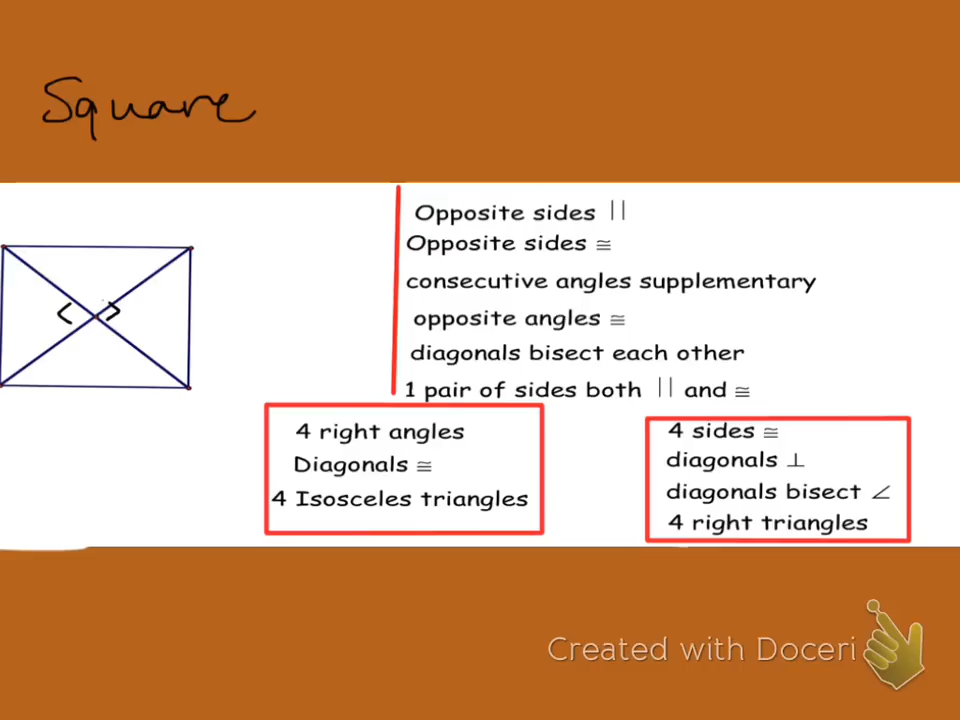 Square
Opposite sides ||
Opposite sides ≅
consecutive angles supplementary
opposite angles ≅
diagonals bisect each other
1 pair of sides both || and ≅
4 right angles
Diagonals ≅
4 Isosceles triangles
4 sides ≅
diagonals ⊥
diagonals bisect ∠
4 right triangles
Created with Doceri